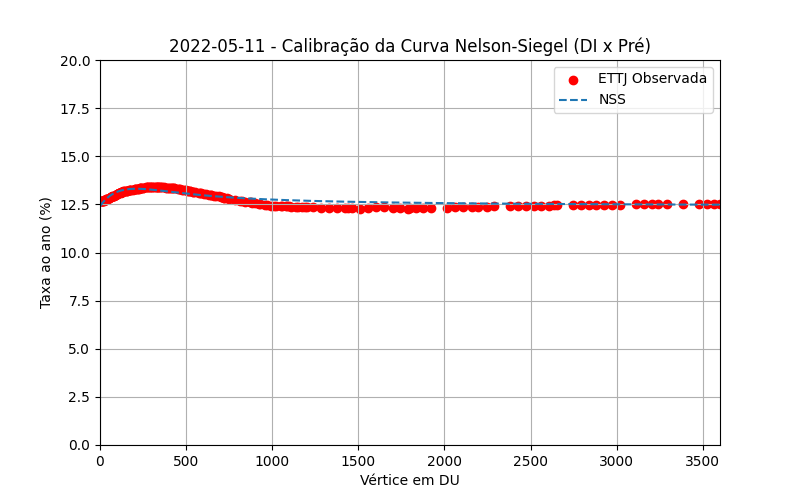 2022-05-11 - Calibração da Curva Nelson-Siegel (DI x Pré)
ETTJ Observada
NSS
Taxa ao ano (%)
20.0
17.5
15.0
12.5
10.0
7.5
5.0
2.5
0.0
0 500 1000 1500 2000 2500 3000 3500
Vértice em DU